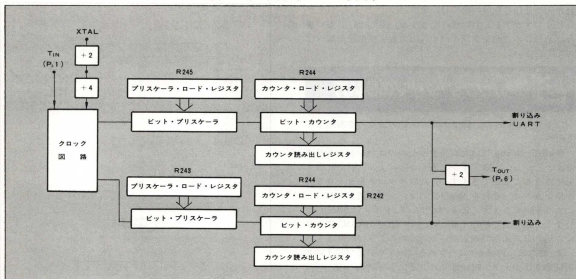 XTAL
TIN
(P31)
÷2
÷4
R245
プリスケーラ・ロード・レジスタ
R244
カウンタ・ロード・レジスタ
クロック
回路
ビット・プリスケーラ
ビット・カウンタ
割り込み
UART
カウンタ読み出しレジスタ
÷2
TOUT
(P36)
R243
プリスケーラ・ロード・レジスタ
R244
カウンタ・ロード・レジスタ
R242
ビット・プリスケーラ
ビット・カウンタ
割り込み
カウンタ読み出しレジスタ